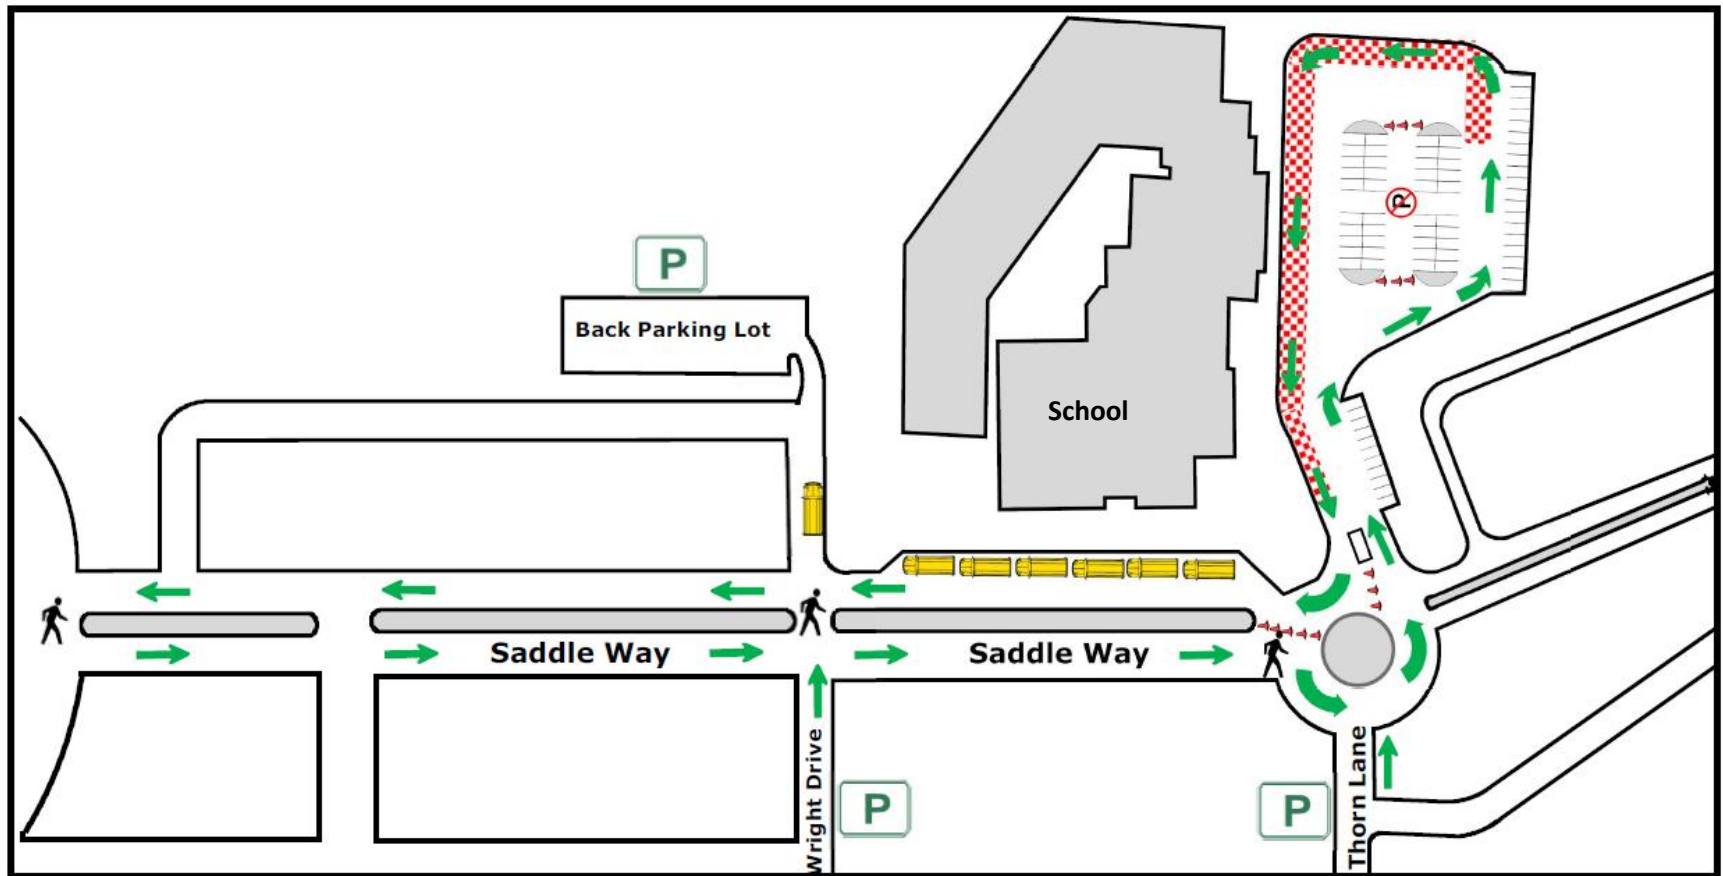 P
Back Parking Lot
School
P
Saddle Way
Saddle Way
Wright Drive
P
P
Thorn Lane